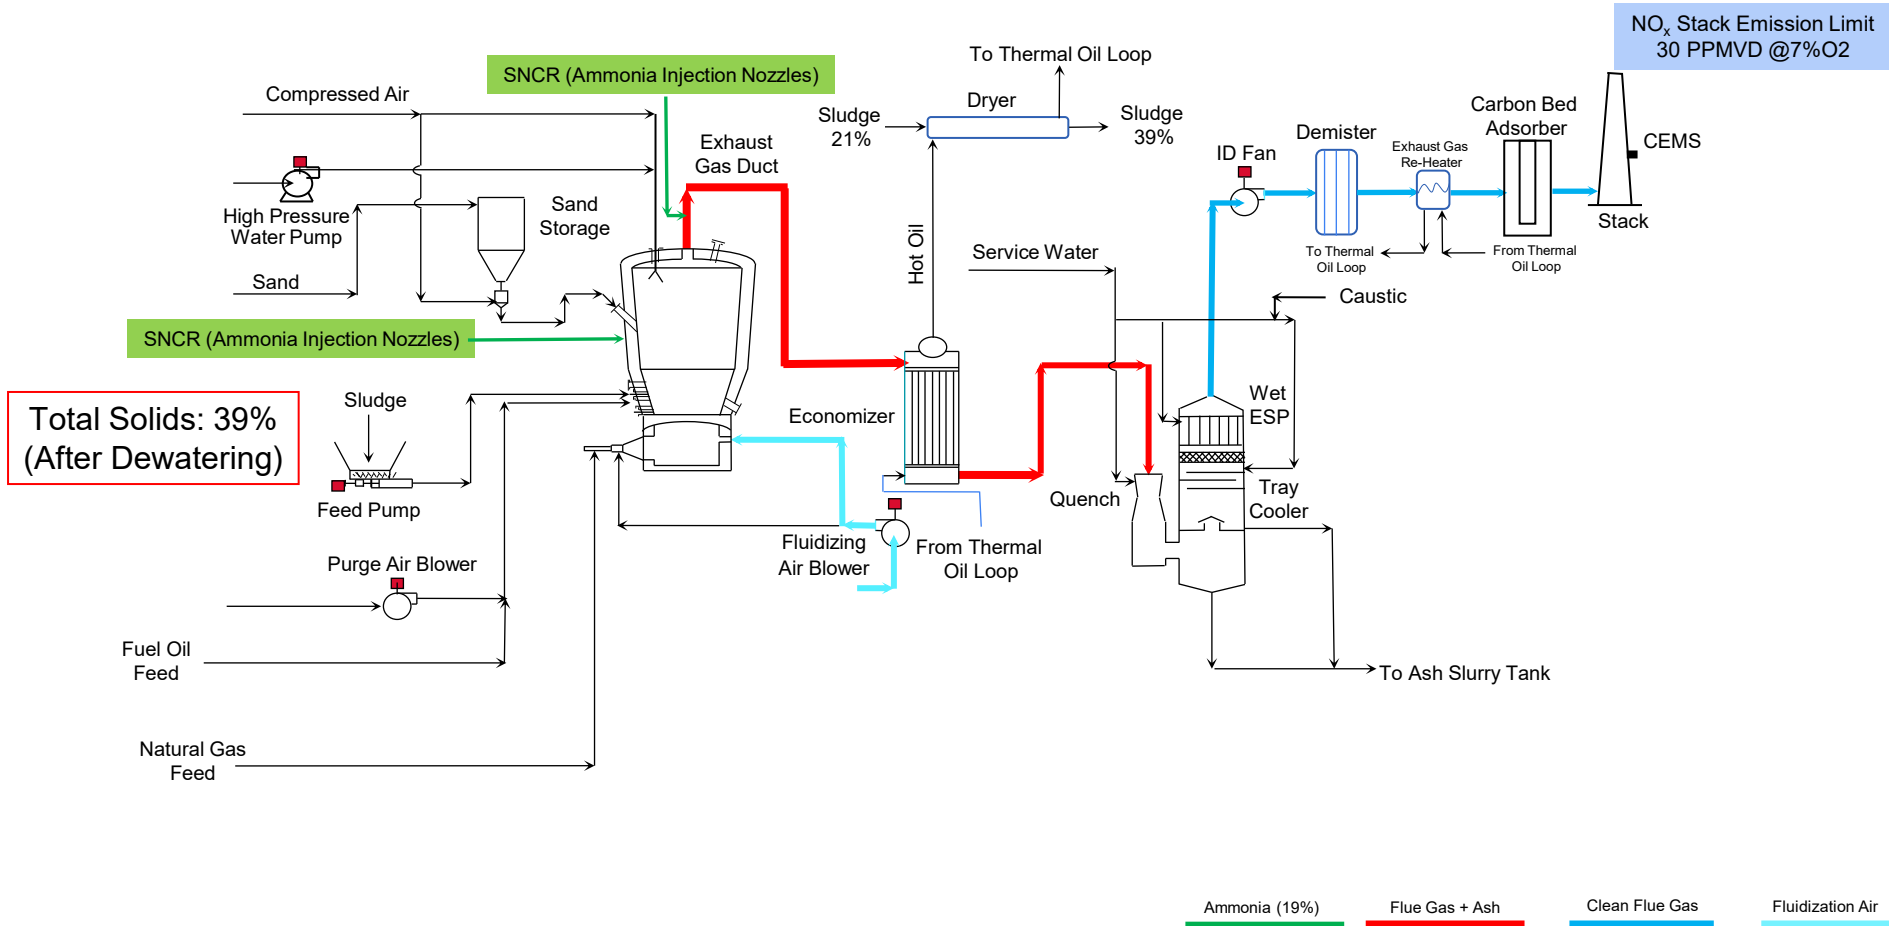 NOx Stack Emission Limit
30 PPMVD @7%O2
SNCR (Ammonia Injection Nozzles)
To Thermal Oil Loop
Compressed Air
Dryer
Sludge
21%
Sludge
39%
Carbon Bed
Adsorber
Demister
Exhaust Gas
Re-Heater
CEMS
ID Fan
Exhaust
Gas Duct
High Pressure
Water Pump
Sand
Storage
Stack
Hot Oil
Service Water
To Thermal
Oil Loop
From Thermal
Oil Loop
Sand
Caustic
SNCR (Ammonia Injection Nozzles)
Total Solids: 39%
(After Dewatering)
Sludge
Economizer
Wet
ESP
Feed Pump
Quench
Tray
Cooler
Fluidizing
Air Blower
From Thermal
Oil Loop
Purge Air Blower
Fuel Oil
Feed
To Ash Slurry Tank
Natural Gas
Feed
Ammonia (19%)
Flue Gas + Ash
Clean Flue Gas
Fluidization Air